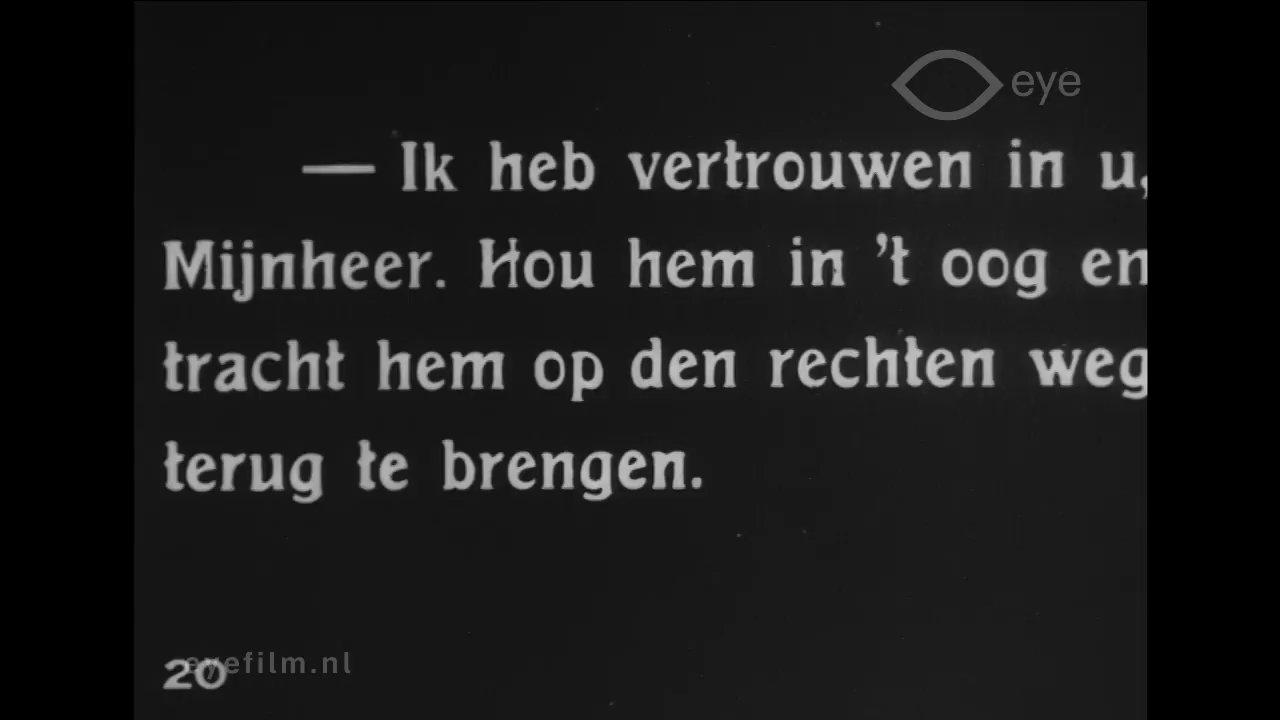 eye
— Ik heb vertrouwen in u,
Mijnheer. Hou hem in 't oog en
tracht hem op den rechten weg
terug te brengen.
20
eyefilm.nl